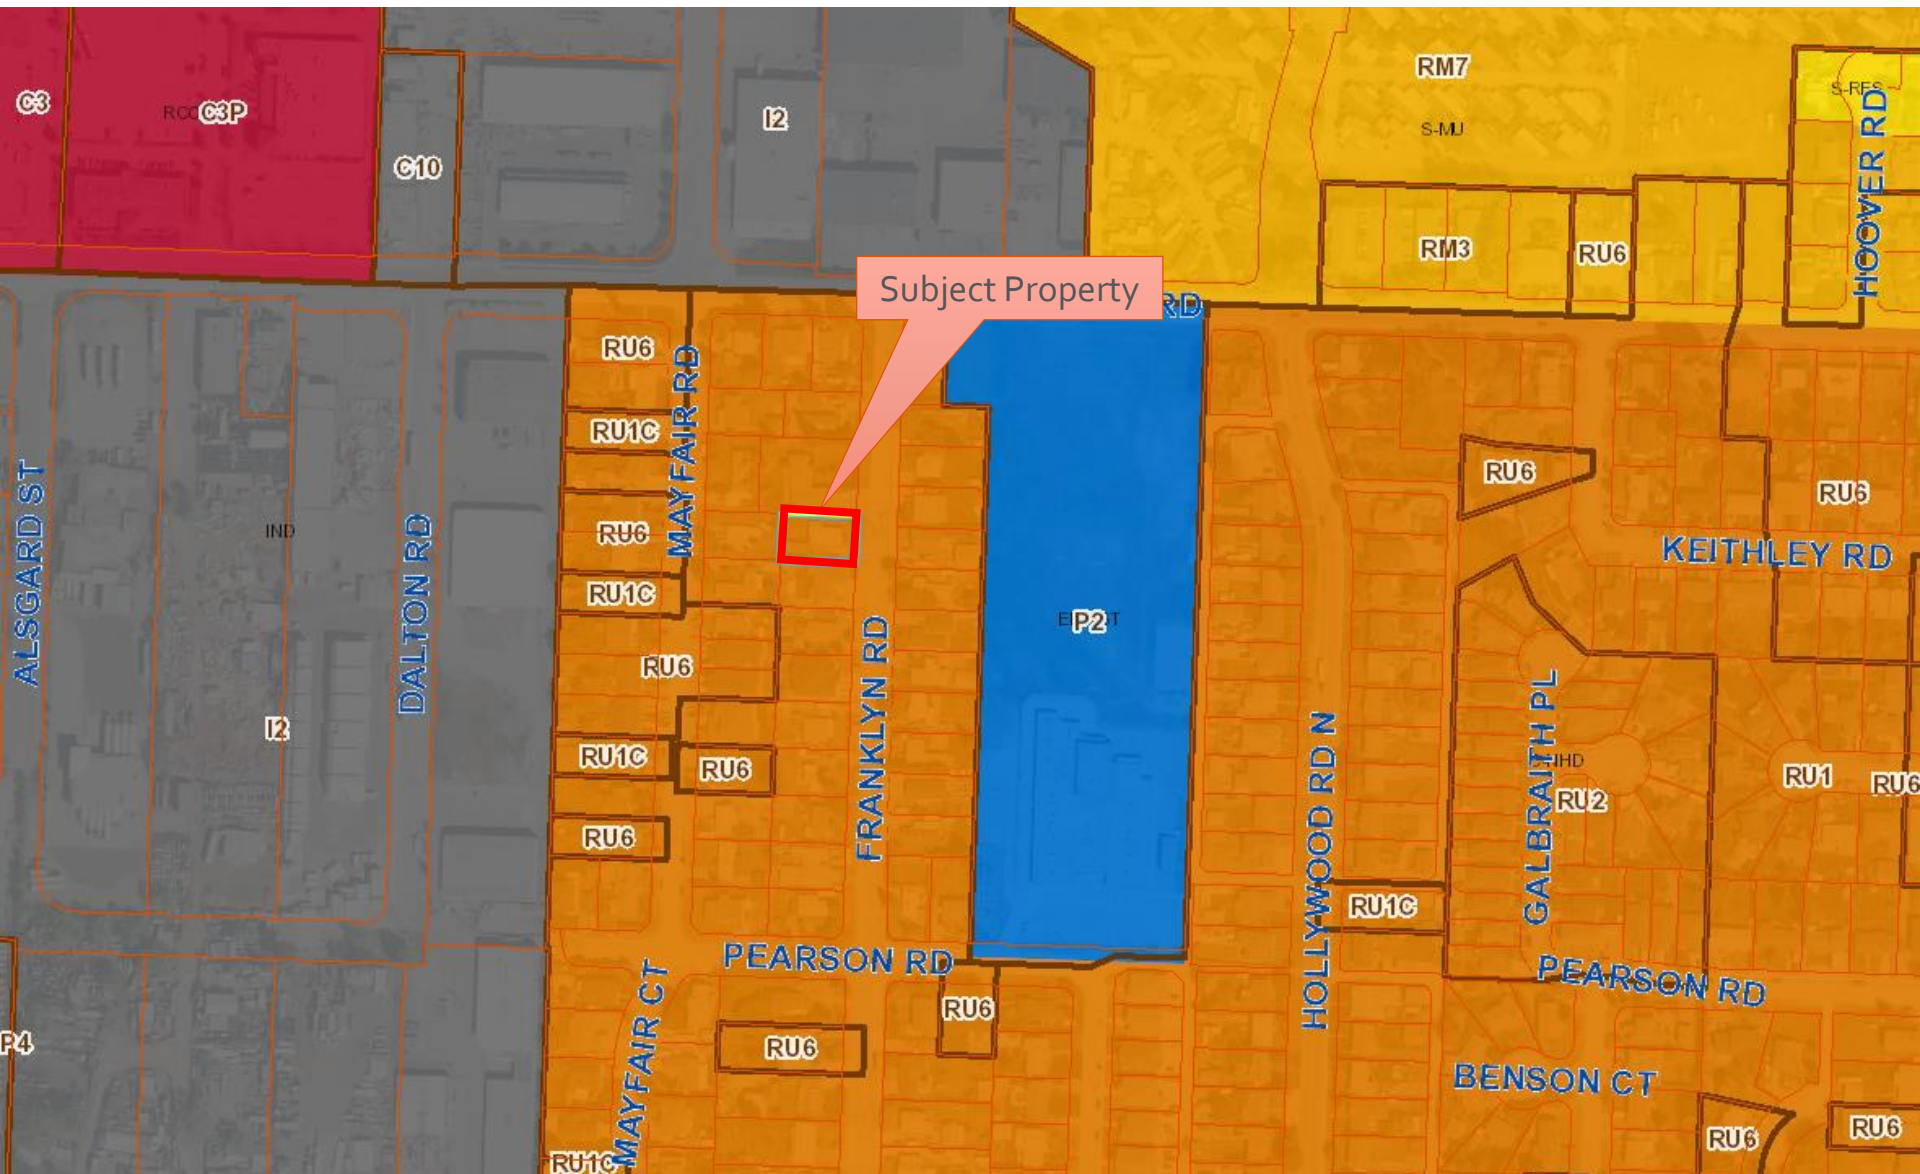 RM7
S-RES
C3
C3P
I2
S-MU
C10
HOOVER RD
RM3
RU6
Subject Property
RD
RU6
MAYFAIR RD
RU1C
RU6
RU6
ALSGARD ST
IND
DALTON RD
RU6
KEITHLEY RD
RU1C
P2
RU6
FRANKLYN RD
I2
RU1C
RU6
HOLLYWOOD RD N
GALBRAITH PL
RU2
RU1
RU6
RU6
RU1C
PEARSON RD
PEARSON RD
MAYFAIR CT
RU6
P4
RU6
BENSON CT
RU6
RU6
RU1C